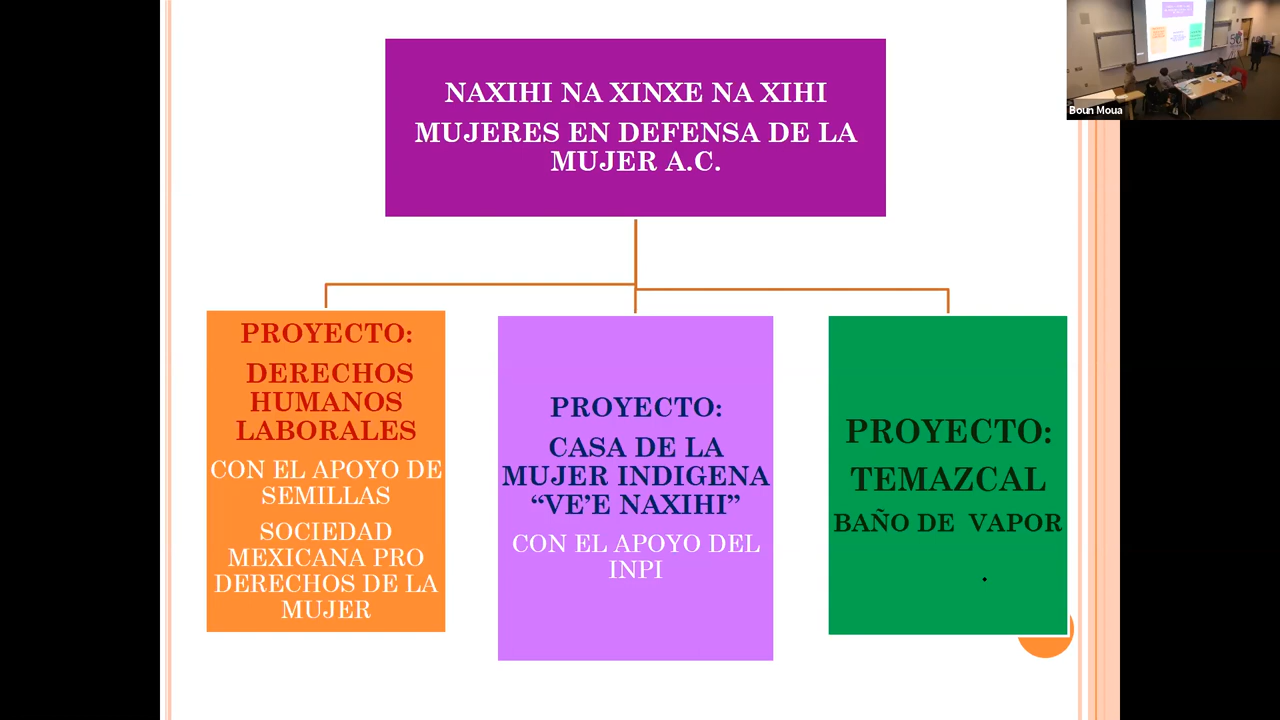 NAXIHI NA XINXE NA XIHI
MUJERES EN DEFENSA DE LA
MUJER A.C.
Boun Moua
PROYECTO:
DERECHOS
HUMANOS
LABORALES
CON EL APOYO DE
SEMILLAS
SOCIEDAD
MEXICANA PRO
DERECHOS DE LA
MUJER
PROYECTO:
CASA DE LA
MUJER INDIGENA
“VE’E NAXIHI”
CON EL APOYO DEL
INPI
PROYECTO:
TEMAZCAL
BAÑO DE VAPOR
.